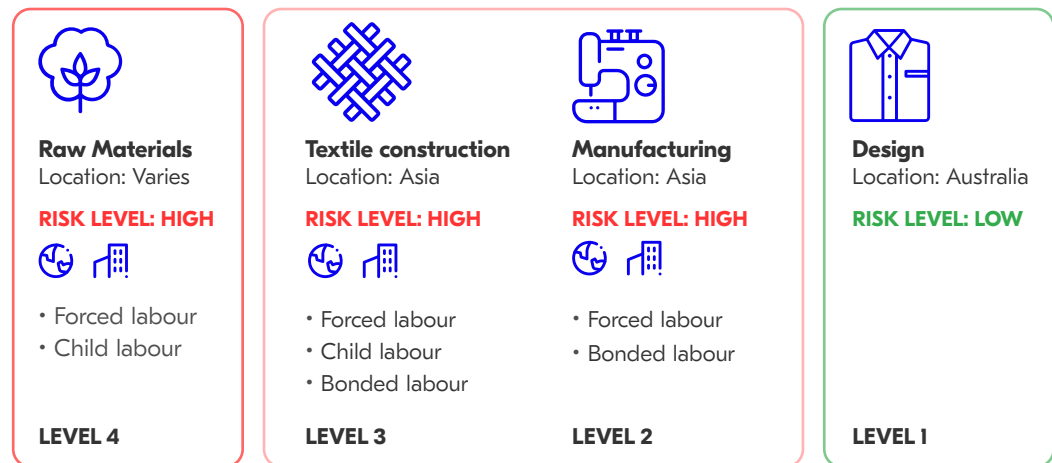 Raw Materials
Location: Varies
RISK LEVEL: HIGH
• Forced labour
• Child labour
LEVEL 4
Textile construction
Location: Asia
RISK LEVEL: HIGH
• Forced labour
• Child labour
• Bonded labour
LEVEL 3
Manufacturing
Location: Asia
RISK LEVEL: HIGH
• Forced labour
• Bonded labour
LEVEL 2
Design
Location: Australia
RISK LEVEL: LOW
LEVEL 1